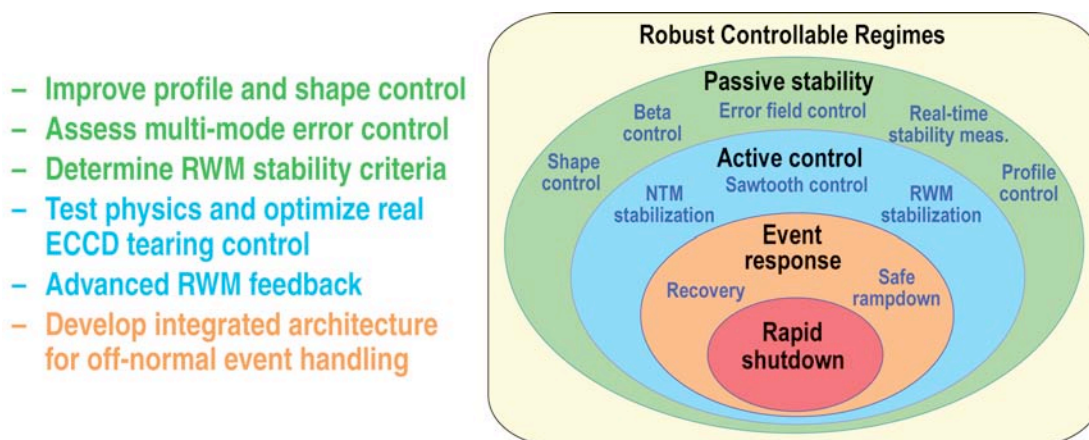 – Improve profile and shape control
– Assess multi-mode error control
– Determine RWM stability criteria
– Test physics and optimize real
ECCD tearing control
– Advanced RWM feedback
– Develop integrated architecture
for off-normal event handling
Robust Controllable Regimes
Passive stability
Beta
control
Error field control
Real-time
stability meas.
Shape
control
Profile
control
Active control
Sawtooth control
NTM
stabilization
RWM
stabilization
Event
response
Recovery
Safe
rampdown
Rapid
shutdown